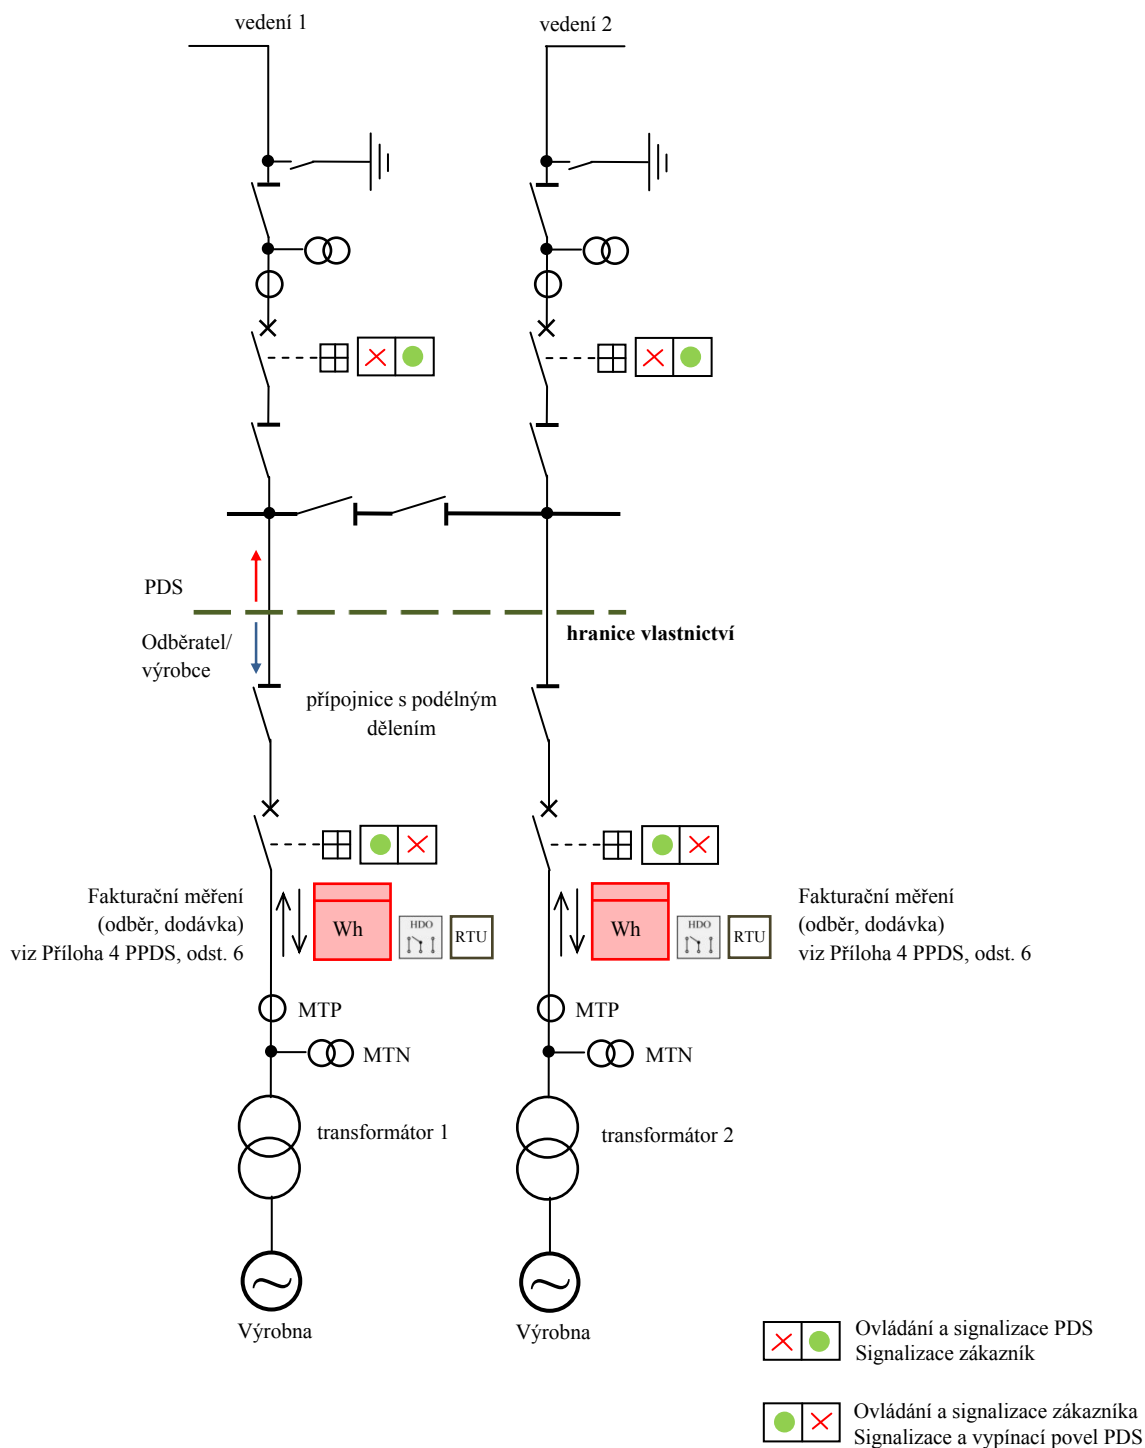 vedení 1
vedení 2
PDS
hranice vlastnictví
Odběratel/
výrobce
přípojnice s podélným
dělením
Fakturační měření
(odběr, dodávka)
viz Příloha 4 PPDS, odst. 6
Wh
HDO
RTU
Wh
HDO
RTU
Fakturační měření
(odběr, dodávka)
viz Příloha 4 PPDS, odst. 6
MTP
MTP
MTN
MTN
transformátor 1
transformátor 2
Výrobna
Výrobna
Ovládání a signalizace PDS
Signalizace zákazník
Ovládání a signalizace zákazníka
Signalizace a vypínací povel PDS